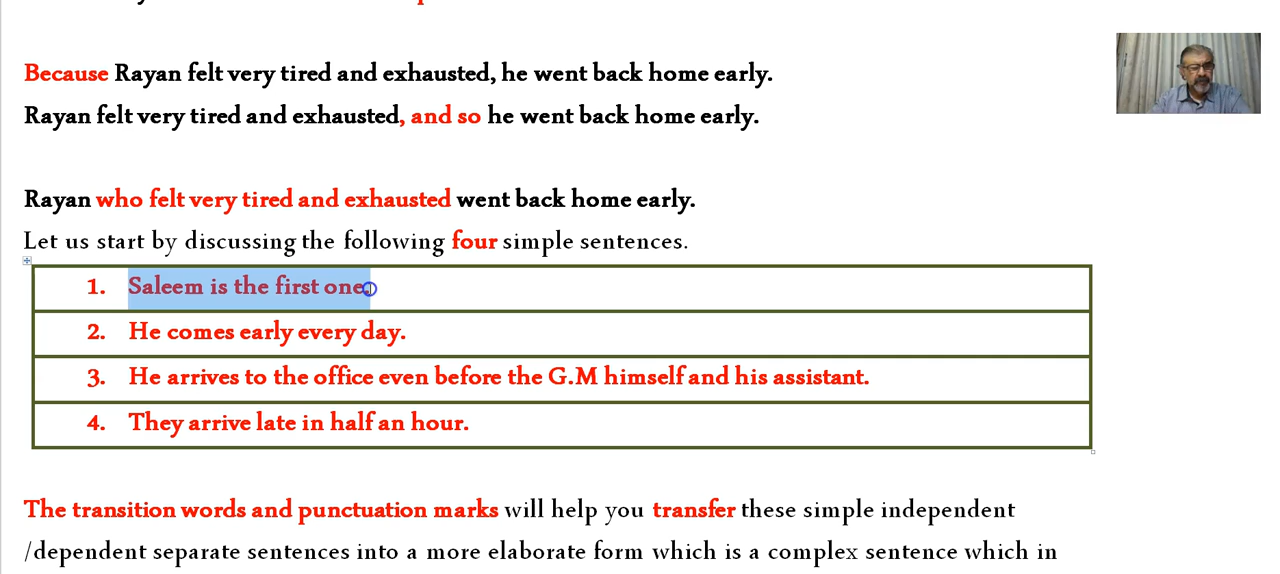 Because Rayan felt very tired and exhausted, he went back home early.
Rayan felt very tired and exhausted, and so he went back home early.
Rayan who felt very tired and exhausted went back home early.
Let us start by discussing the following four simple sentences.
1. Saleem is the first one.
2. He comes early every day.
3. He arrives to the office even before the G.M himself and his assistant.
4. They arrive late in half an hour.
The transition words and punctuation marks will help you transfer these simple independent
/dependent separate sentences into a more elaborate form which is a complex sentence which in